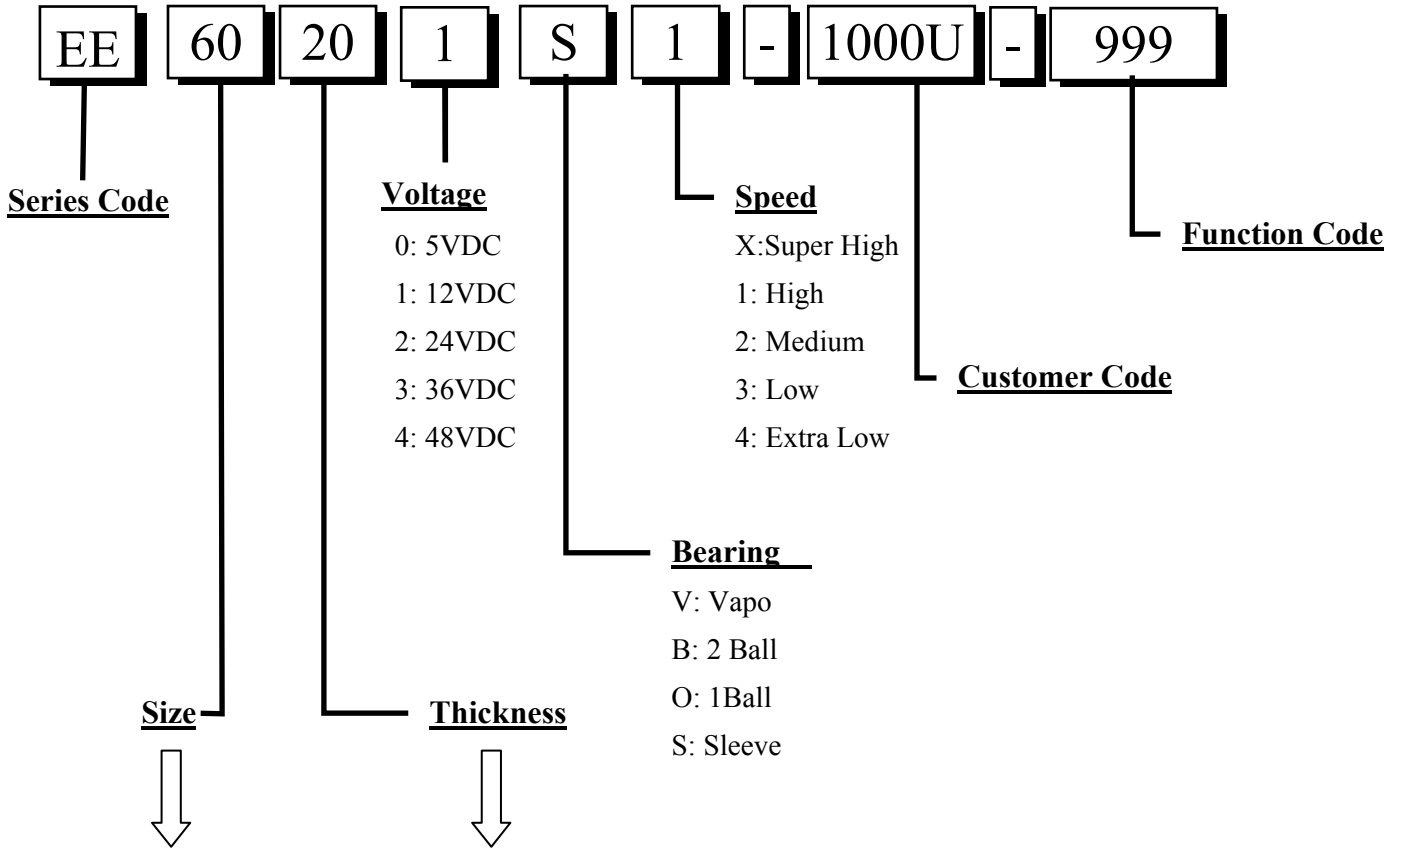 EE 60 20 1 S 1 - 1000U - 999
Series Code
Voltage
0: 5VDC
1: 12VDC
2: 24VDC
3: 36VDC
4: 48VDC
Speed
X:Super High
1: High
2: Medium
3: Low
4: Extra Low
Function Code
Customer Code
Bearing
V: Vapo
B: 2 Ball
O: 1Ball
S: Sleeve
Size
Thickness